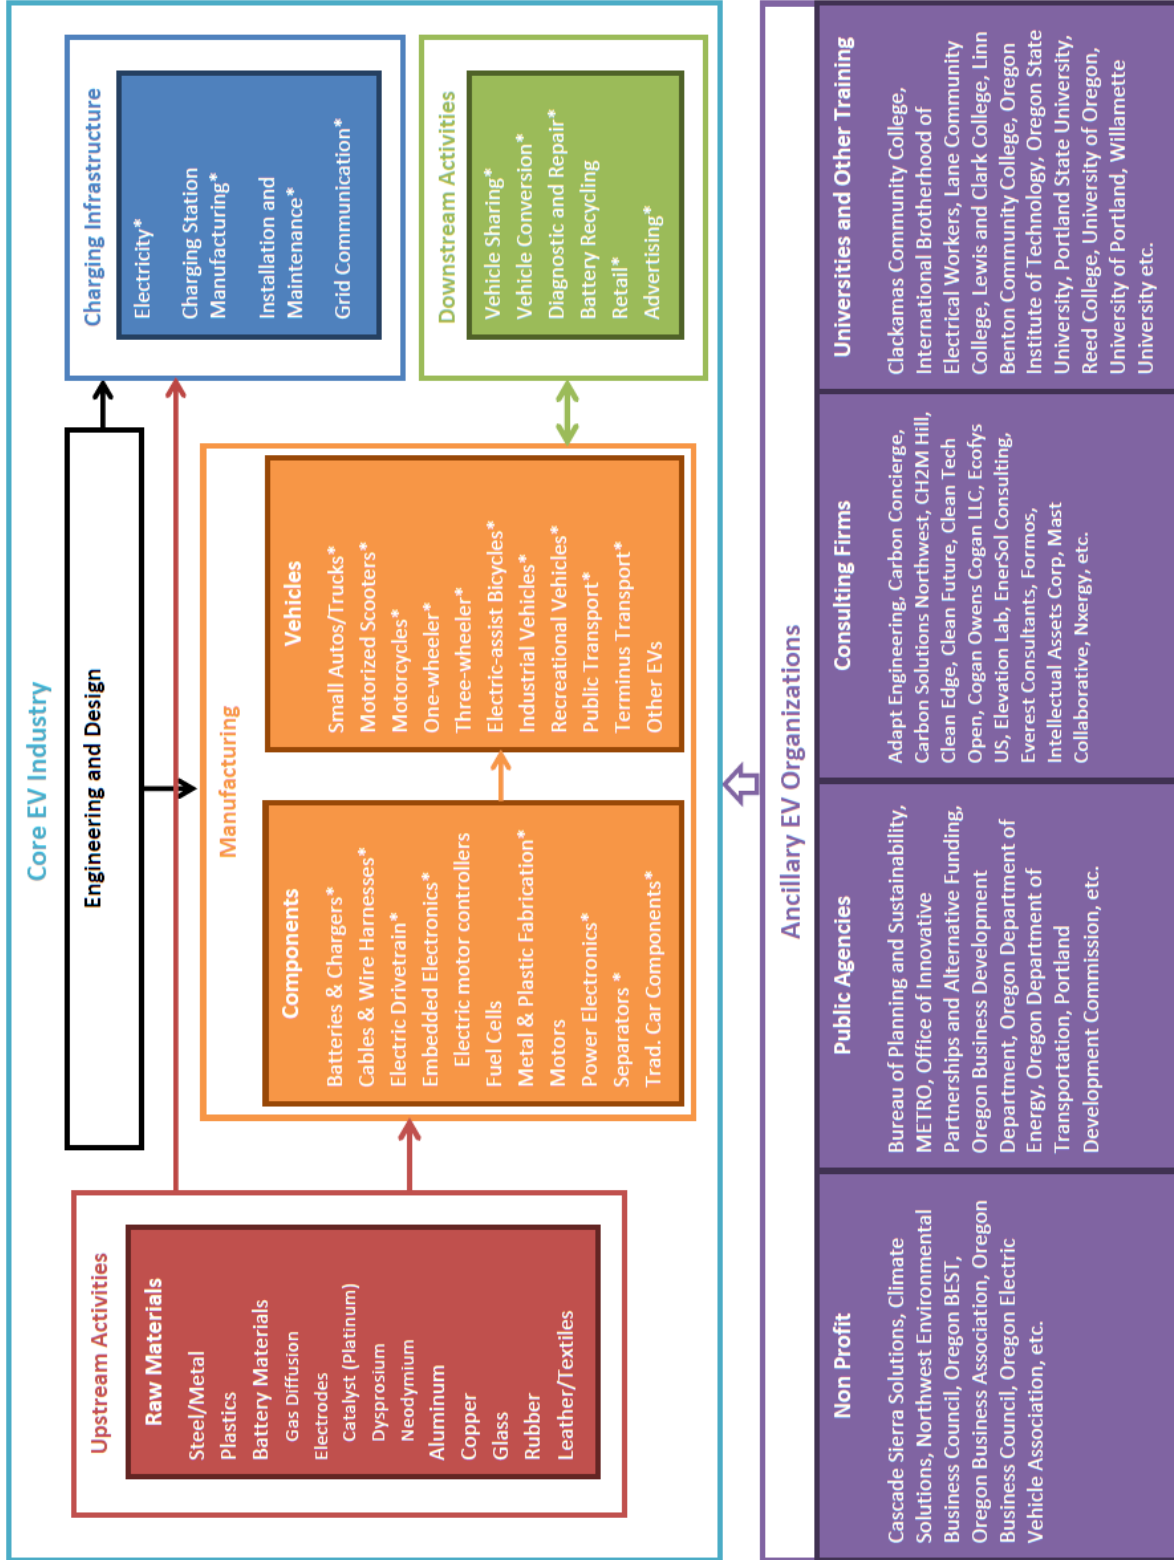 Core EV Industry
Upstream Activities
Raw Materials
Steel/Metal
Plastics
Battery Materials
Gas Diffusion
Electrodes
Catalyst (Platinum)
Dysprosium
Neodymium
Aluminum
Copper
Glass
Rubber
Leather/Textiles
Engineering and Design
Manufacturing
Components
Batteries & Chargers*
Cables & Wire Harnesses*
Electric Drivetrain*
Embedded Electronics*
Electric motor controllers
Fuel Cells
Metal & Plastic Fabrication*
Motors
Power Electronics*
Separators*
Trad. Car Components*
Vehicles
Small Autos/Trucks*
Motorized Scooters*
Motorcycles*
One-wheeler*
Three-wheeler*
Electric-assist Bicycles*
Industrial Vehicles*
Recreational Vehicles*
Public Transport*
Terminus Transport*
Other EVs
Charging Infrastructure
Electricity*
Charging Station
Manufacturing*
Installation and
Maintenance*
Grid Communication*
Downstream Activities
Vehicle Sharing*
Vehicle Conversion*
Diagnostic and Repair*
Battery Recycling
Retail*
Advertising*
Ancillary EV Organizations
Non Profit
Cascade Sierra Solutions, Climate
Solutions, Northwest Environmental
Business Council, Oregon BEST,
Oregon Business Association, Oregon
Business Council, Oregon Electric
Vehicle Association, etc.
Public Agencies
Bureau of Planning and Sustainability,
METRO, Office of Innovative
Partnerships and Alternative Funding,
Oregon Business Development
Department, Oregon Department of
Energy, Oregon Department of
Transportation, Portland
Development Commission, etc.
Consulting Firms
Adapt Engineering, Carbon Concierge,
Carbon Solutions Northwest, CH2M Hill,
Clean Edge, Clean Future, Clean Tech
Open, Cogan Owens Cogan LLC, Ecofys
US, Elevation Lab, EnerSol Consulting,
Everest Consultants, Formos,
Intellectual Assets Corp, Mast
Collaborative, Nxergy, etc.
Universities and Other Training
Clackamas Community College,
International Brotherhood of
Electrical Workers, Lane Community
College, Lewis and Clark College, Linn
Benton Community College, Oregon
Institute of Technology, Oregon State
University, Portland State University,
Reed College, University of Oregon,
University of Portland, Willamette
University etc.